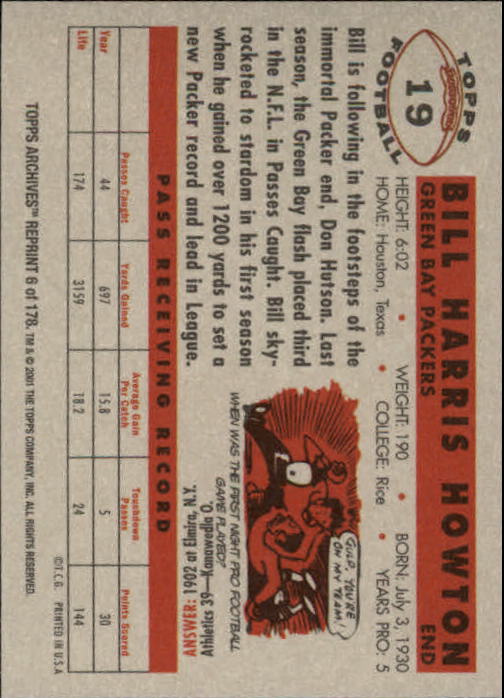 TOPPS
19
FOOTBALL
BILL HARRIS HOWTON
GREEN BAY PACKERS END
HEIGHT: 6:02 • WEIGHT: 190 • BORN: July 3, 1930
HOME: Houston, Texas • COLLEGE: Rice • YEARS PRO: 5
Bill is following in the footsteps of the
immortal Packer end, Don Hutson. Last
season, the Green Bay flash placed third
in the N.F.L. in Passes Caught. Bill sky-
rocketed to stardom in his first season
when he gained over 1200 yards to set a
new Packer record and lead in League.
GULP, YOU'RE
ON MY TEAM!
WHEN WAS THE FIRST NIGHT PRO FOOTBALL
GAME PLAYED?
Athletics 39—Kanaweola O.
ANSWER: 1902 at Elmira, N.Y.
PASS RECEIVING RECORD
Year Passes Caught Yards Gained Average Gain Per Catch Touchdown Passes Points Scored
44 697 15.8 5 30
Life 174 3159 18.2 24 144
©T.C.G. PRINTED IN U.S.A
TOPPS ARCHIVES™ REPRINT 6 of 178. TM & © 2001 THE TOPPS COMPANY, INC. ALL RIGHTS RESERVED.